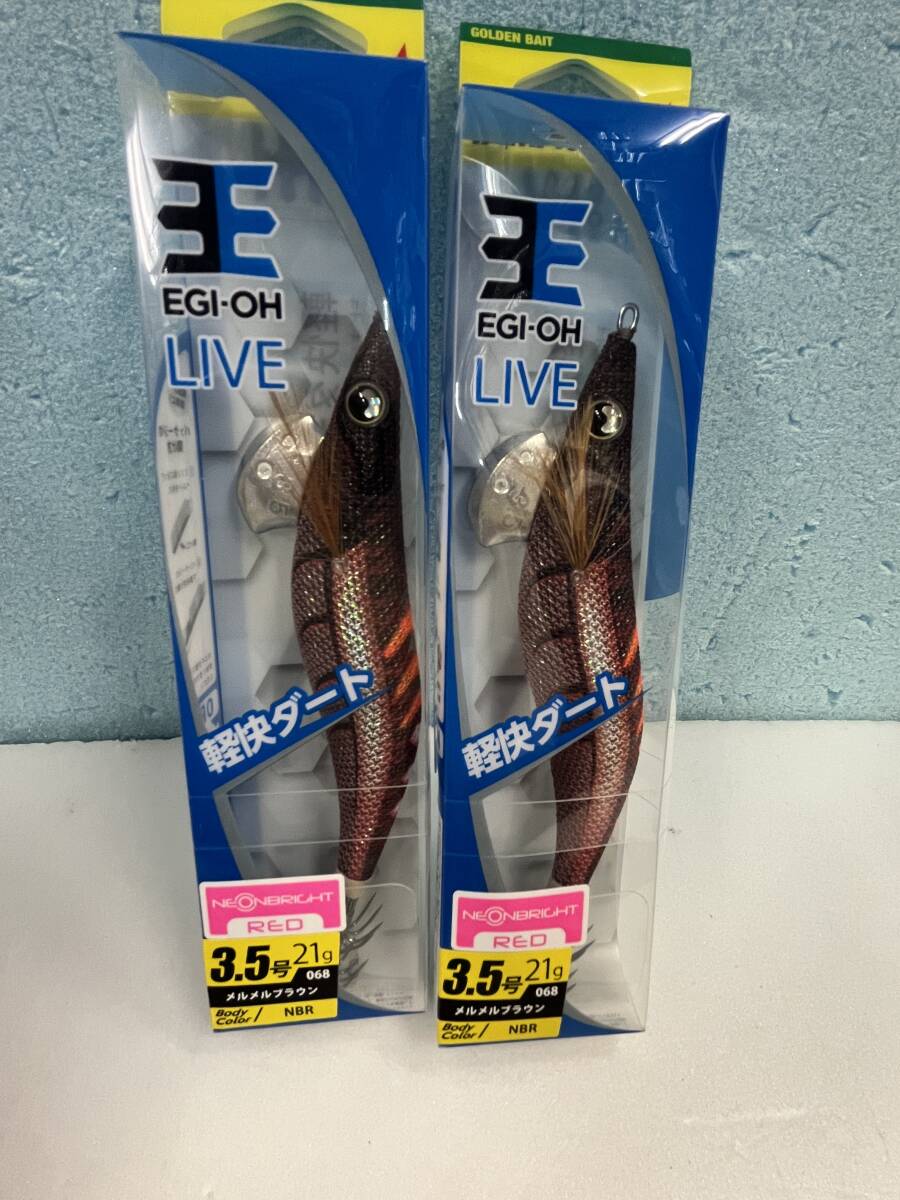 EGI-OH
LIVE
軽快ダート
NEONBRIGHT
RED
3.5号 21g
068
メルメルブラウン
Body Color/ NBR
GOLDEN BAIT
EGI-OH
LIVE
軽快ダート
NEONBRIGHT
RED
3.5号 21g
068
メルメルブラウン
Body Color/ NBR